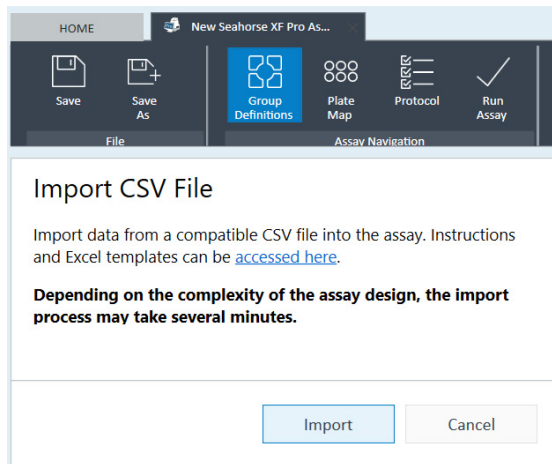 HOME
New Seahorse XF Pro As...
Save
Save
As
Group
Definitions
Plate
Map
Protocol
Run
Assay
File
Assay Navigation
Import CSV File
Import data from a compatible CSV file into the assay. Instructions
and Excel templates can be accessed here.
Depending on the complexity of the assay design, the import
process may take several minutes.
Import
Cancel